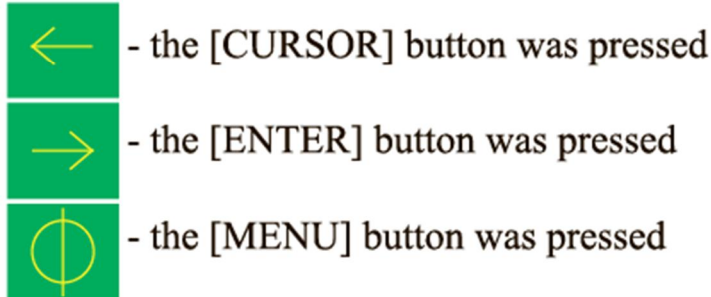 - the [CURSOR] button was pressed
- the [ENTER] button was pressed
- the [MENU] button was pressed